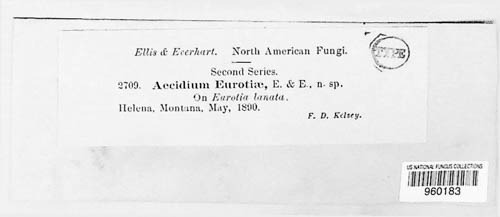 Ellis & Everhart. North American Fungi.
TYPE
Second Series.
2709. Aecidium Eurotiæ, E. & E., n. sp.
On Eurotia lanata.
Helena, Montana, May, 1890.
F. D. Kelsey.
US NATIONAL FUNGUS COLLECTIONS
960183